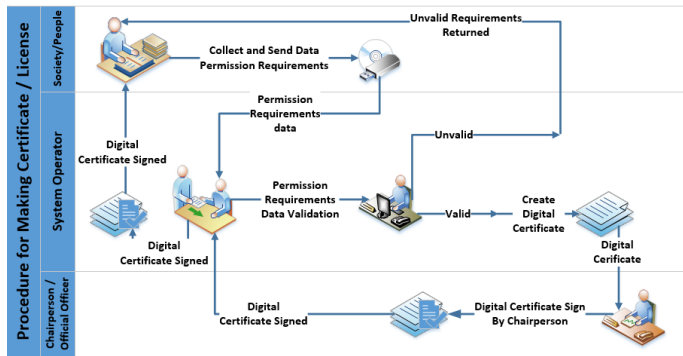 Procedure for Making Certificate / License
Society/People
Unvalid Requirements
Returned
Collect and Send Data
Permission Requirements
System Operator
Permission
Requirements
data
Digital
Certificate Signed
Unvalid
Permission
Requirements
Data Validation
Valid
Create
Digital
Certificate
Digital
Certificate Signed
Digital
Cerificate
Chairperson /
Official Officer
Digital
Certificate Signed
Digital Certificate Sign
By Chairperson